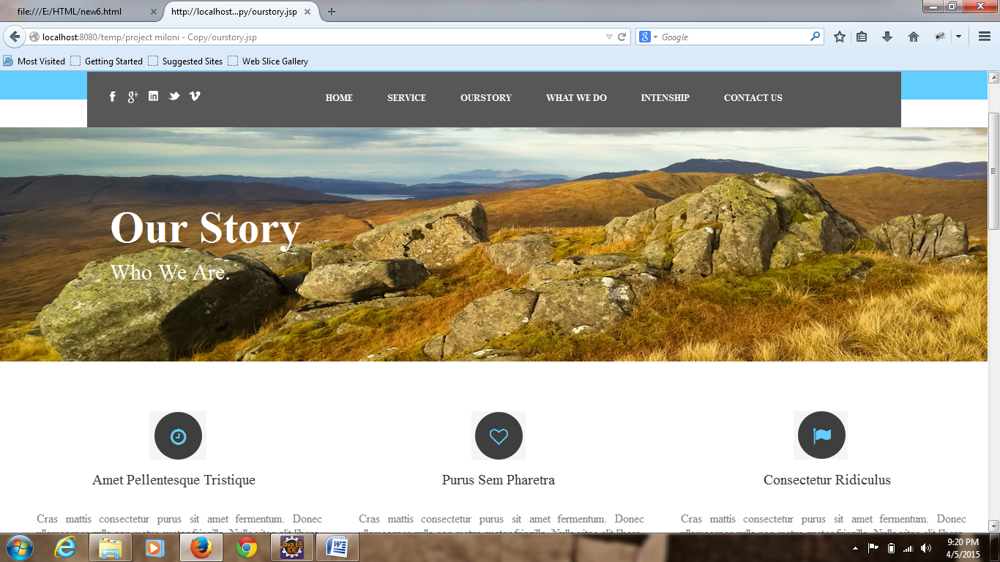 file:///E:/HTML/new6.html
http://localhost...py/ourstory.jsp
localhost:8080/temp/project miloni - Copy/ourstory.jsp
Google
Most Visited
Getting Started
Suggested Sites
Web Slice Gallery
HOME
SERVICE
OURSTORY
WHAT WE DO
INTENSHIP
CONTACT US
Our Story
Who We Are.
Amet Pellentesque Tristique
Purus Sem Pharetra
Consectetur Ridiculus
Cras mattis consectetur purus sit amet fermentum. Donec
Cras mattis consectetur purus sit amet fermentum. Donec
Cras mattis consectetur purus sit amet fermentum. Donec
Java EE
IDE
9:20 PM
4/5/2015